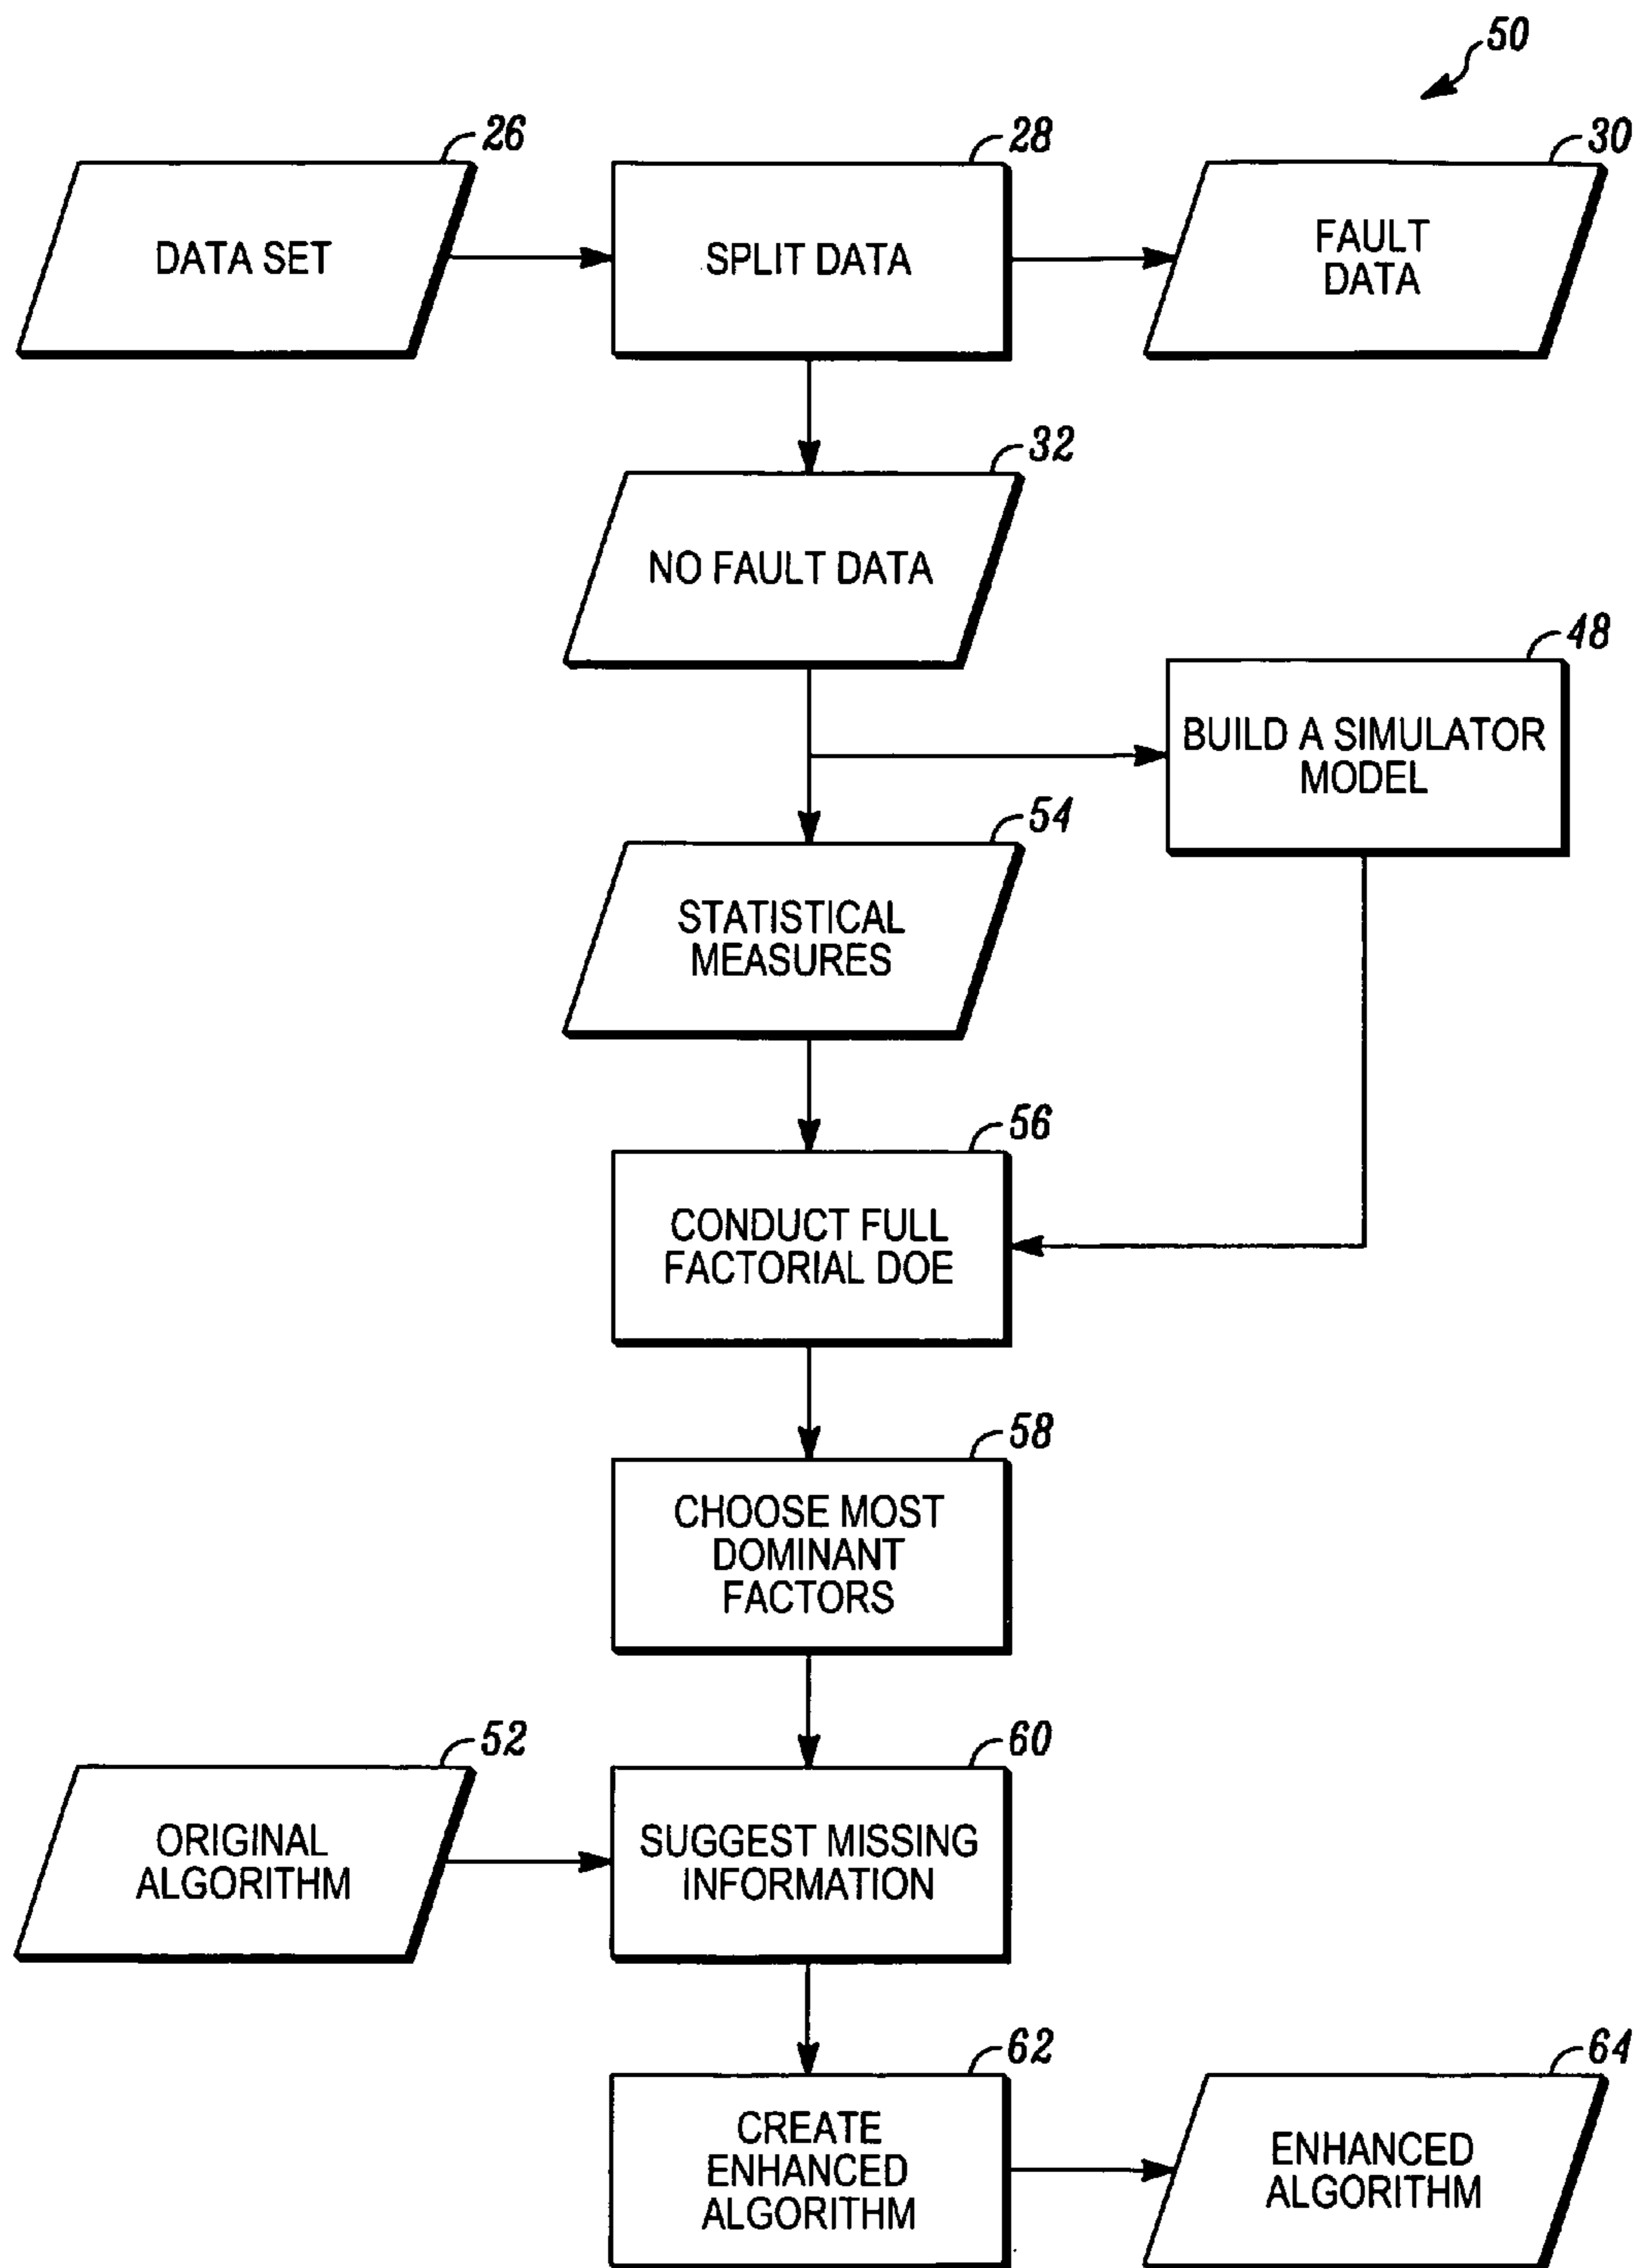 50
26
28
30
DATA SET
SPLIT DATA
FAULT
DATA
32
NO FAULT DATA
48
BUILD A SIMULATOR
MODEL
54
STATISTICAL
MEASURES
56
CONDUCT FULL
FACTORIAL DOE
58
CHOOSE MOST
DOMINANT
FACTORS
52
60
ORIGINAL
ALGORITHM
SUGGEST MISSING
INFORMATION
62
64
CREATE
ENHANCED
ALGORITHM
ENHANCED
ALGORITHM